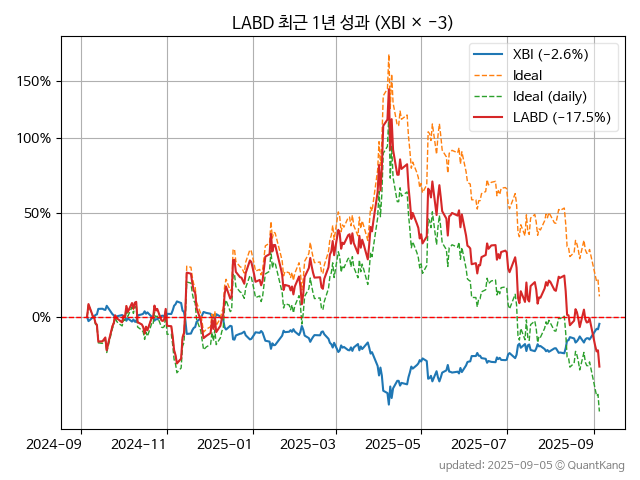 LABD 최근 1년 성과 (XBI × −3)
XBI (−2.6%)
Ideal
Ideal (daily)
LABD (−17.5%)
150%
100%
50%
0%
2024−09 2024−11 2025−01 2025−03 2025−05 2025−07 2025−09
updated: 2025−09−05 © QuantKang